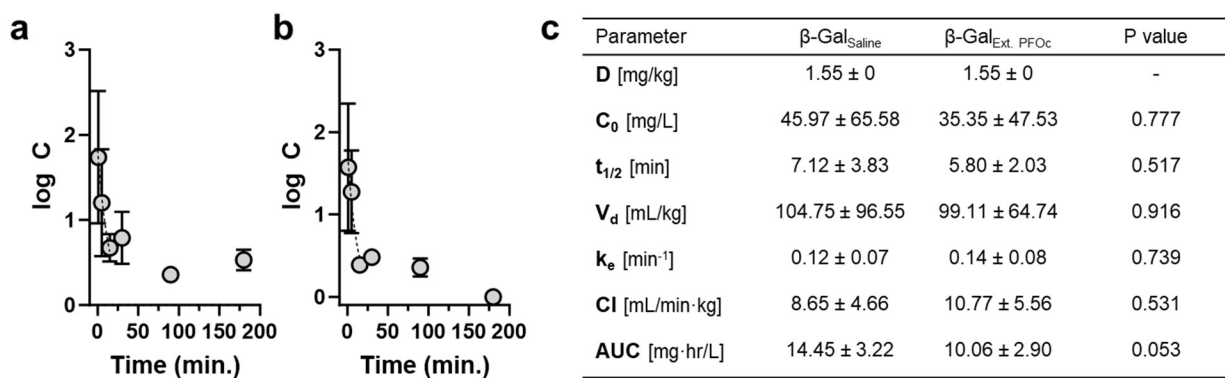 a
3
2
1
0
log C
0 50 100 150 200
Time (min.)
b
3
2
1
0
log C
0 50 100 150 200
Time (min.)
c
Parameter β-Gal_Saline β-Gal_Ext. PFOc P value
D [mg/kg] 1.55 ± 0 1.55 ± 0 -
C₀ [mg/L] 45.97 ± 65.58 35.35 ± 47.53 0.777
t₁/₂ [min] 7.12 ± 3.83 5.80 ± 2.03 0.517
V_d [mL/kg] 104.75 ± 96.55 99.11 ± 64.74 0.916
k_e [min⁻¹] 0.12 ± 0.07 0.14 ± 0.08 0.739
Cl [mL/min·kg] 8.65 ± 4.66 10.77 ± 5.56 0.531
AUC [mg·hr/L] 14.45 ± 3.22 10.06 ± 2.90 0.053